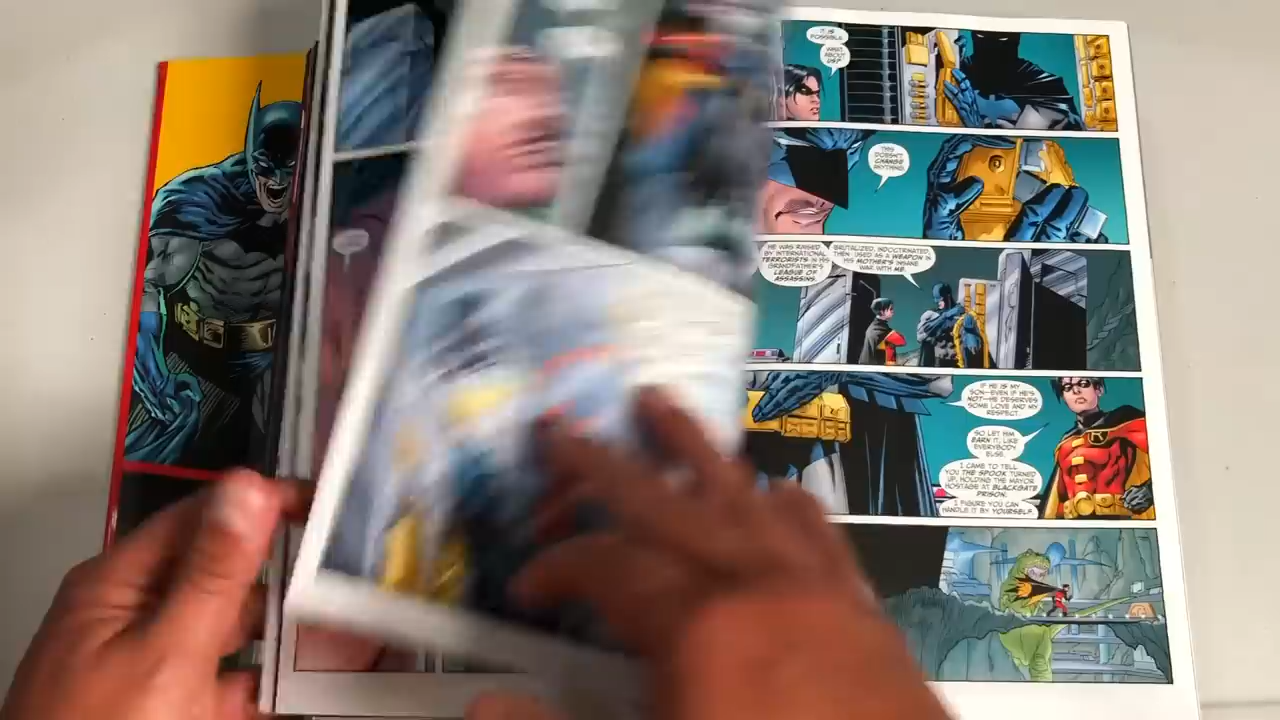 IT IS
POSSIBLE.
WHAT
ABOUT
US?
THIS
DOESN'T
CHANGE
ANYTHING.
HE WAS RAISED
BY INTERNATIONAL
TERRORISTS IN HIS
GRANDFATHER'S
LEAGUE OF
ASSASSINS.
BRUTALIZED, INDOCTRINATED,
THEN USED AS A WEAPON IN
HIS MOTHER'S INSANE
WAR WITH ME.
IF HE IS MY
SON--EVEN IF HE'S
NOT--HE DESERVES
SOME LOVE AND MY
RESPECT.
SO LET HIM
EARN IT, LIKE
EVERYBODY
ELSE.
I CAME TO TELL
YOU THE SPOOK TURNED
UP, HOLDING THE MAYOR
HOSTAGE AT BLACKGATE
PRISON.
I FIGURE YOU CAN
HANDLE IT BY YOURSELF.